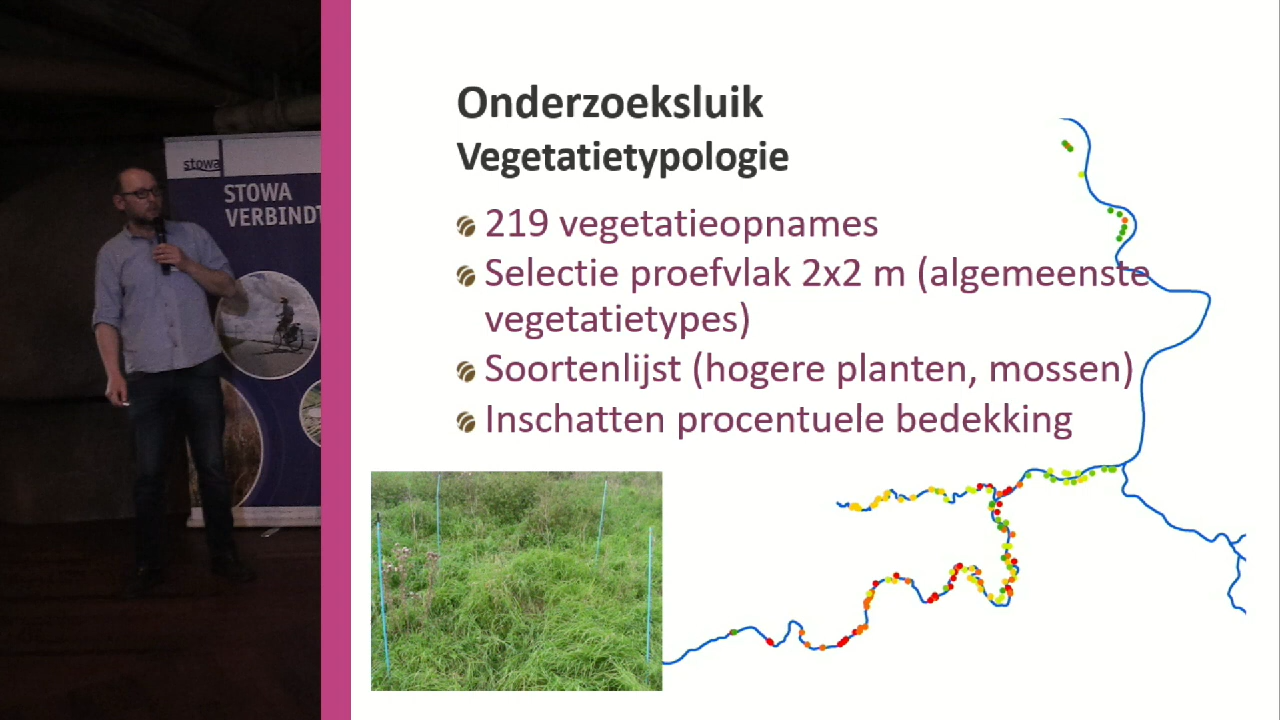 stowa
STOWA
VERBINDT
Onderzoeksluik
Vegetatietypologie
219 vegetatieopnames
Selectie proefvlak 2x2 m (algemeenste
vegetatietypes)
Soortenlijst (hogere planten, mossen)
Inschatten procentuele bedekking